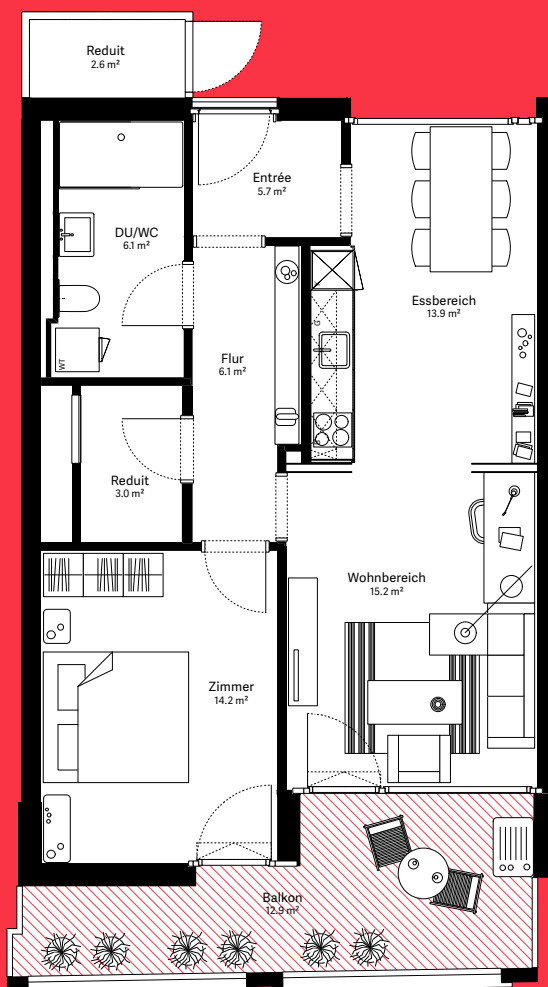 Reduit
2.6 m²
Entrée
5.7 m²
DU/WC
6.1 m²
Essbereich
13.9 m²
G
Flur
6.1 m²
WT
Reduit
3.0 m²
Wohnbereich
15.2 m²
Zimmer
14.2 m²
Balkon
12.9 m²